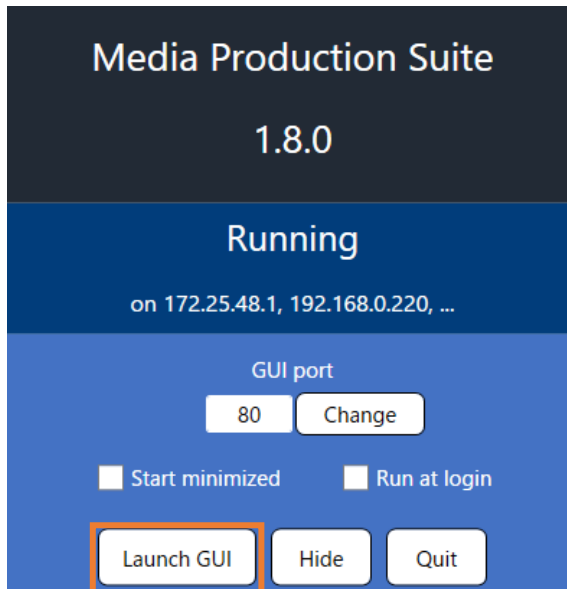 Media Production Suite
1.8.0
Running
on 172.25.48.1, 192.168.0.220, ...
GUI port
80 Change
Start minimized Run at login
Launch GUI Hide Quit